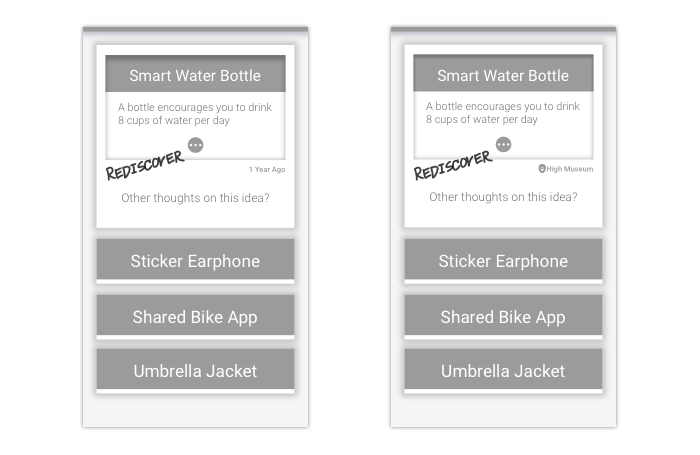 Smart Water Bottle
A bottle encourages you to drink
8 cups of water per day
REDISCOVER
1 Year Ago
Other thoughts on this idea?
Sticker Earphone
Shared Bike App
Umbrella Jacket
Smart Water Bottle
A bottle encourages you to drink
8 cups of water per day
REDISCOVER
High Museum
Other thoughts on this idea?
Sticker Earphone
Shared Bike App
Umbrella Jacket